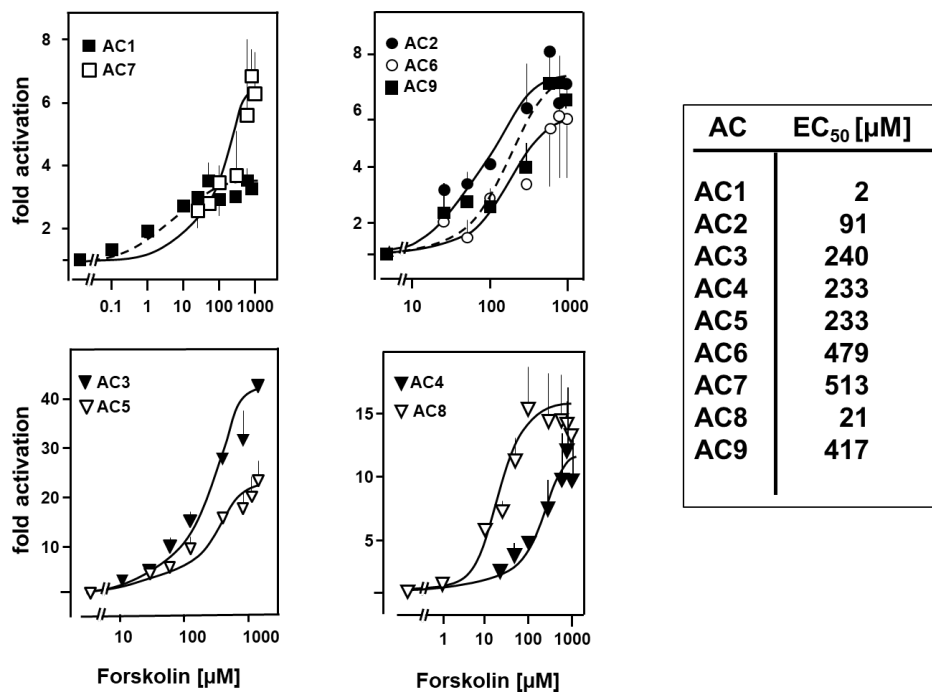 8
6
4
2
fold activation
AC1
AC7
0.1 1 10 100 1000
8
6
4
2
AC2
AC6
AC9
10 100 1000
40
30
20
10
fold activation
AC3
AC5
10 100 1000
Forskolin [µM]
15
10
5
AC4
AC8
1 10 100 1000
Forskolin [µM]
AC EC50 [µM]
AC1 2
AC2 91
AC3 240
AC4 233
AC5 233
AC6 479
AC7 513
AC8 21
AC9 417